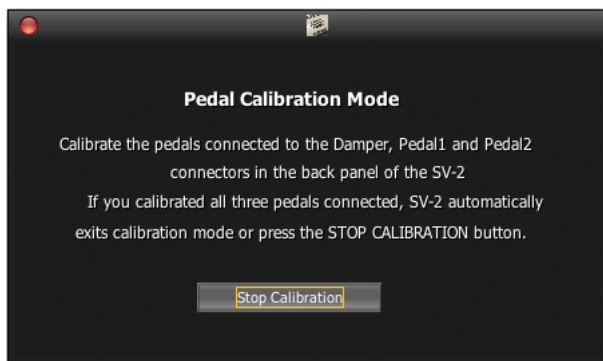 Pedal Calibration Mode
Calibrate the pedals connected to the Damper, Pedal1 and Pedal2
connectors in the back panel of the SV-2
If you calibrated all three pedals connected, SV-2 automatically
exits calibration mode or press the STOP CALIBRATION button.
Stop Calibration